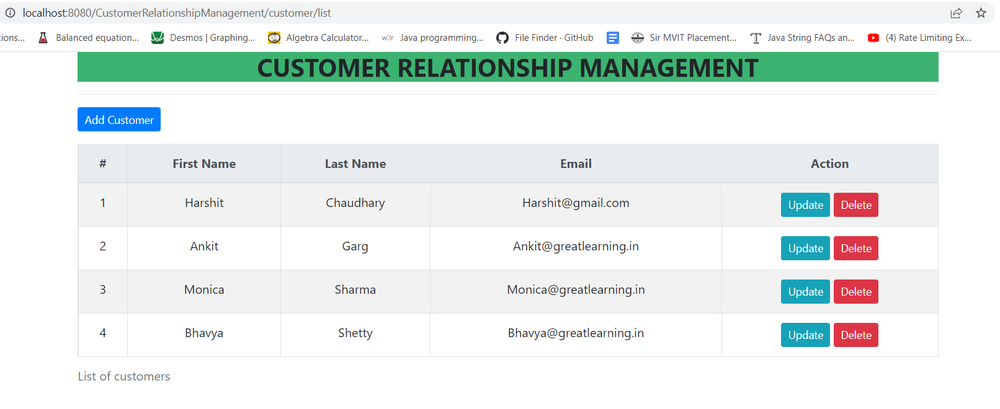 localhost:8080/CustomerRelationshipManagement/customer/list
ions... Balanced equation... Desmos | Graphing... Algebra Calculator... w3r Java programming... File Finder · GitHub Sir MVIT Placement... Java String FAQs an... (4) Rate Limiting Ex...
CUSTOMER RELATIONSHIP MANAGEMENT
Add Customer
# First Name Last Name Email Action
1 Harshit Chaudhary Harshit@gmail.com Update Delete
2 Ankit Garg Ankit@greatlearning.in Update Delete
3 Monica Sharma Monica@greatlearning.in Update Delete
4 Bhavya Shetty Bhavya@greatlearning.in Update Delete
List of customers